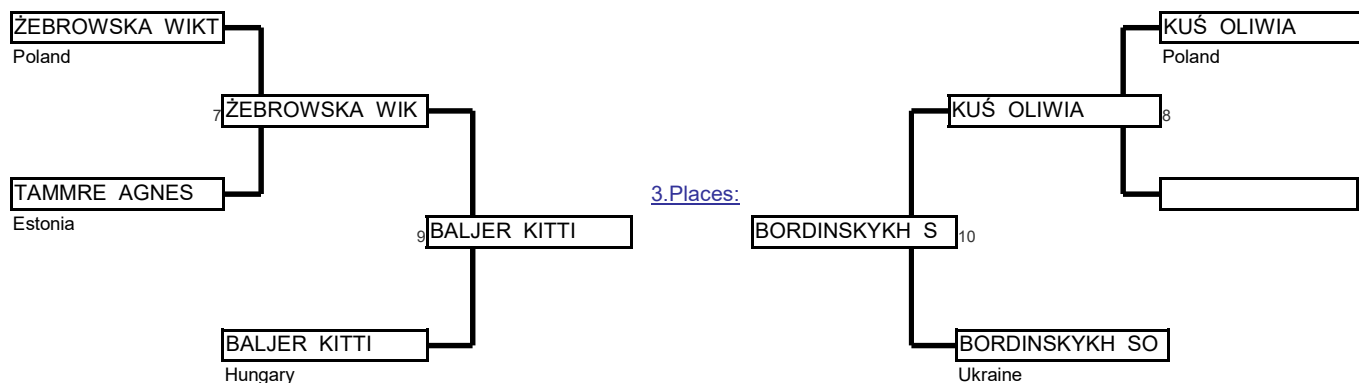 ŻEBROWSKA WIKT
KUŚ OLIWIA
Poland
Poland
7
ŻEBROWSKA WIK
KUŚ OLIWIA
8
TAMMRE AGNES
3.Places:
Estonia
9
BALJER KITTI
BORDINSKYKH S
10
BALJER KITTI
BORDINSKYKH SO
Hungary
Ukraine